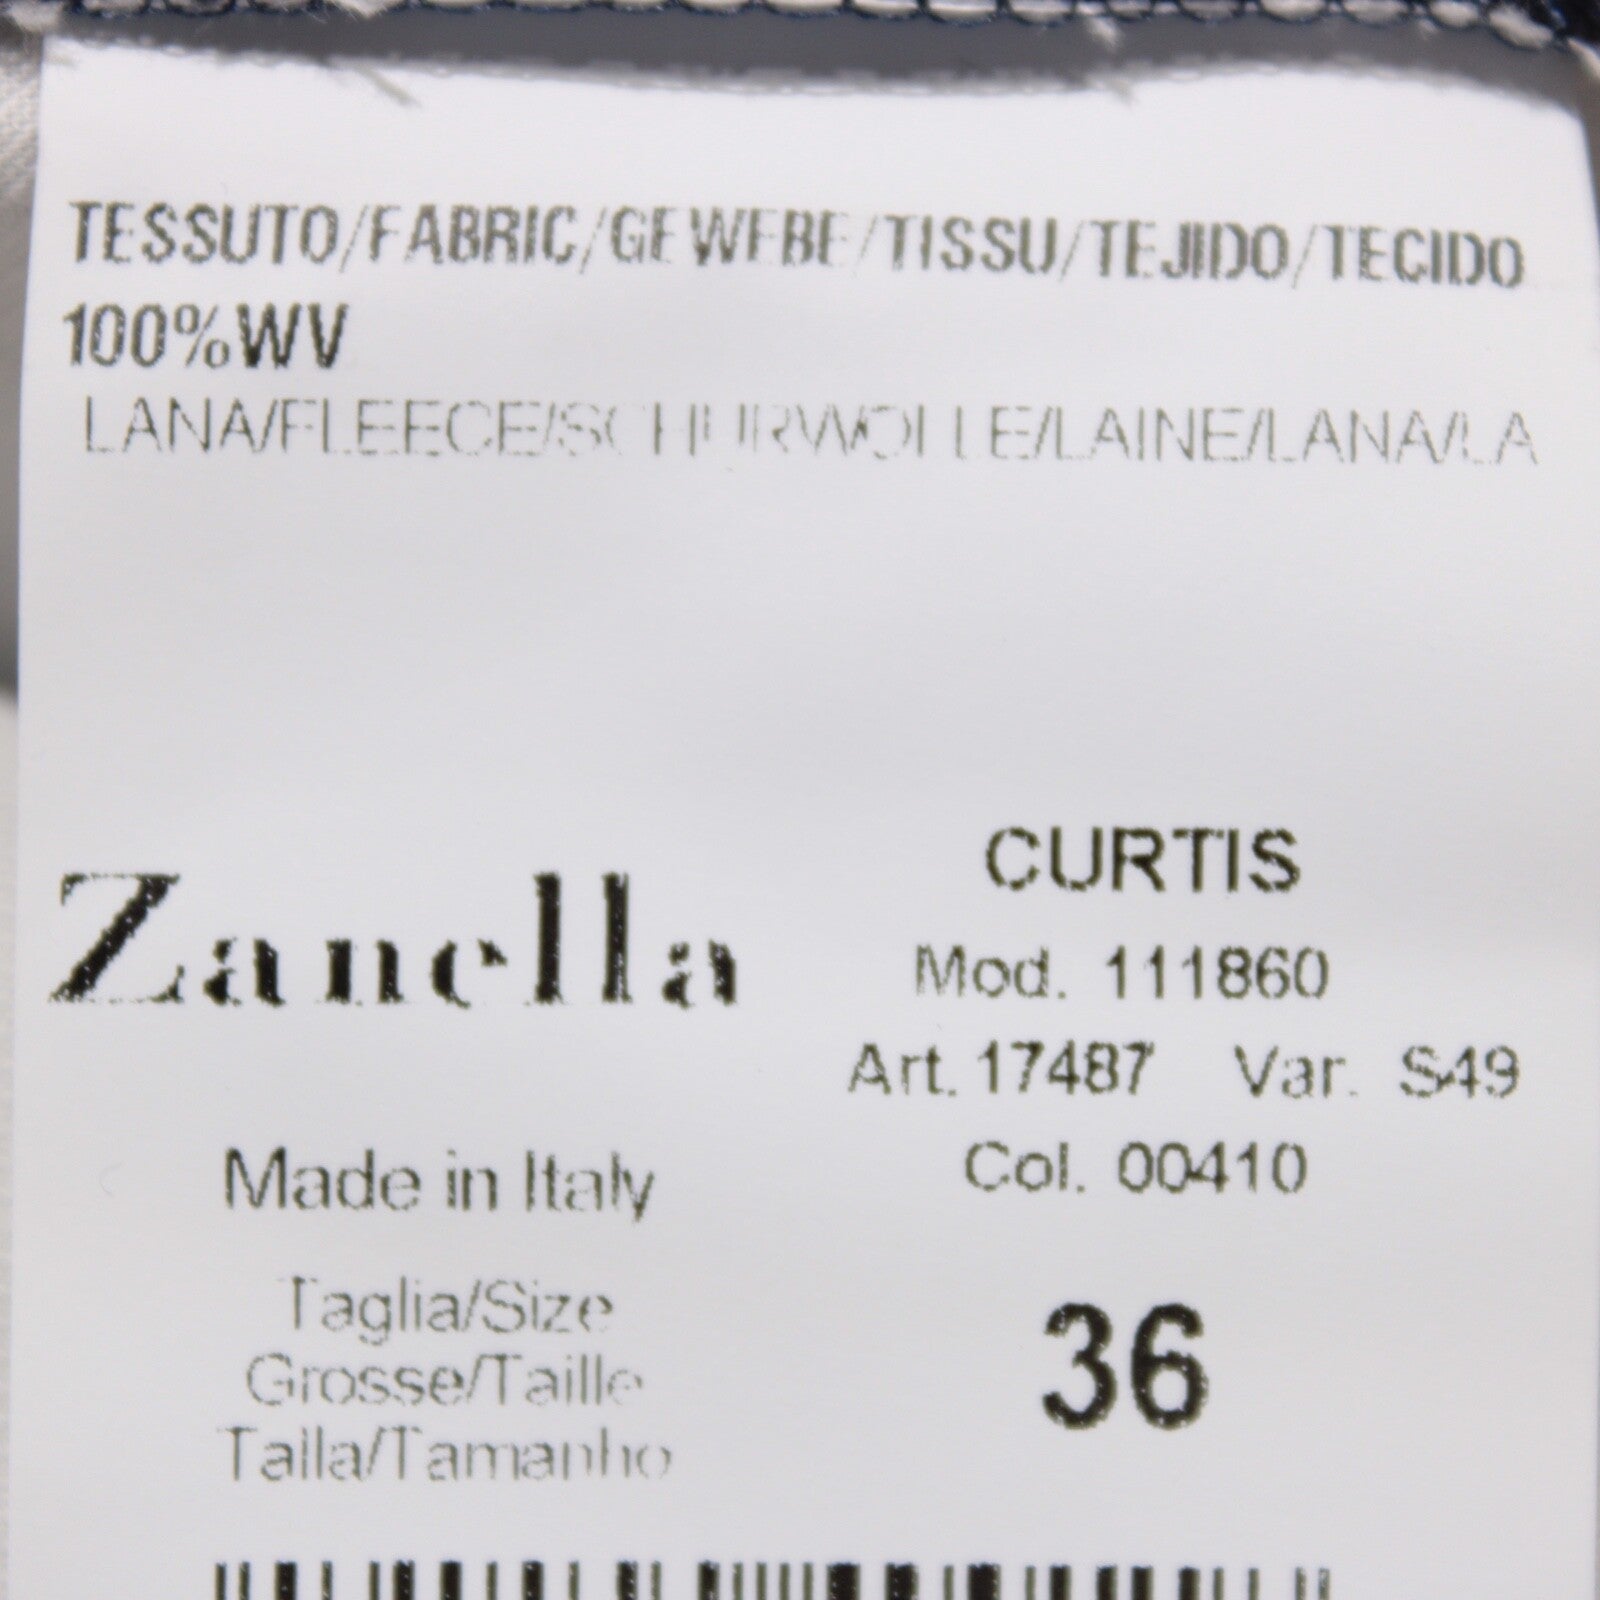 TESSUTO/FABRIC/GEWEBE/TISSU/TEJIDO/TECIDO
100%WV
LANA/FLEECE/SCHURWOLLE/LAINE/LANA/LA
Zanella
CURTIS
Mod. 111860
Art. 17487 Var. S49
Col. 00410
Made in Italy
Taglia/Size
Grosse/Taille
Talla/Tamanho
36